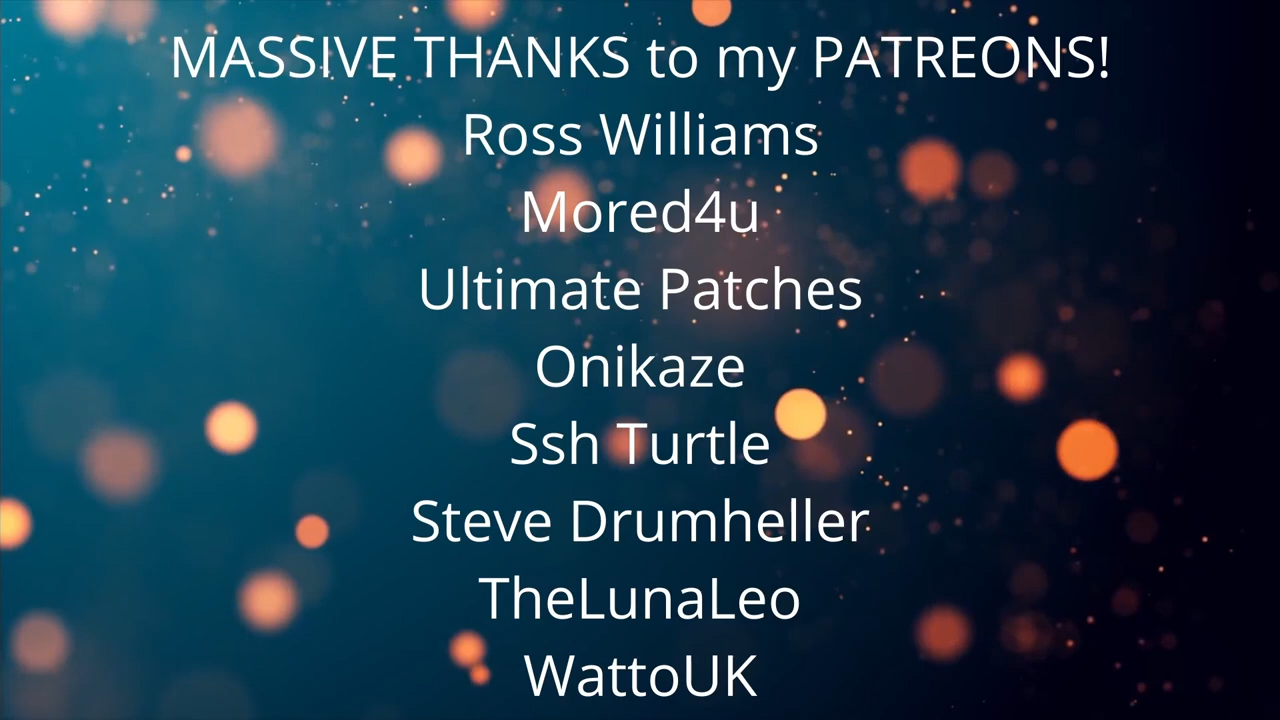 MASSIVE THANKS to my PATREONS!
Ross Williams
Mored4u
Ultimate Patches
Onikaze
Ssh Turtle
Steve Drumheller
TheLunaLeo
WattoUK